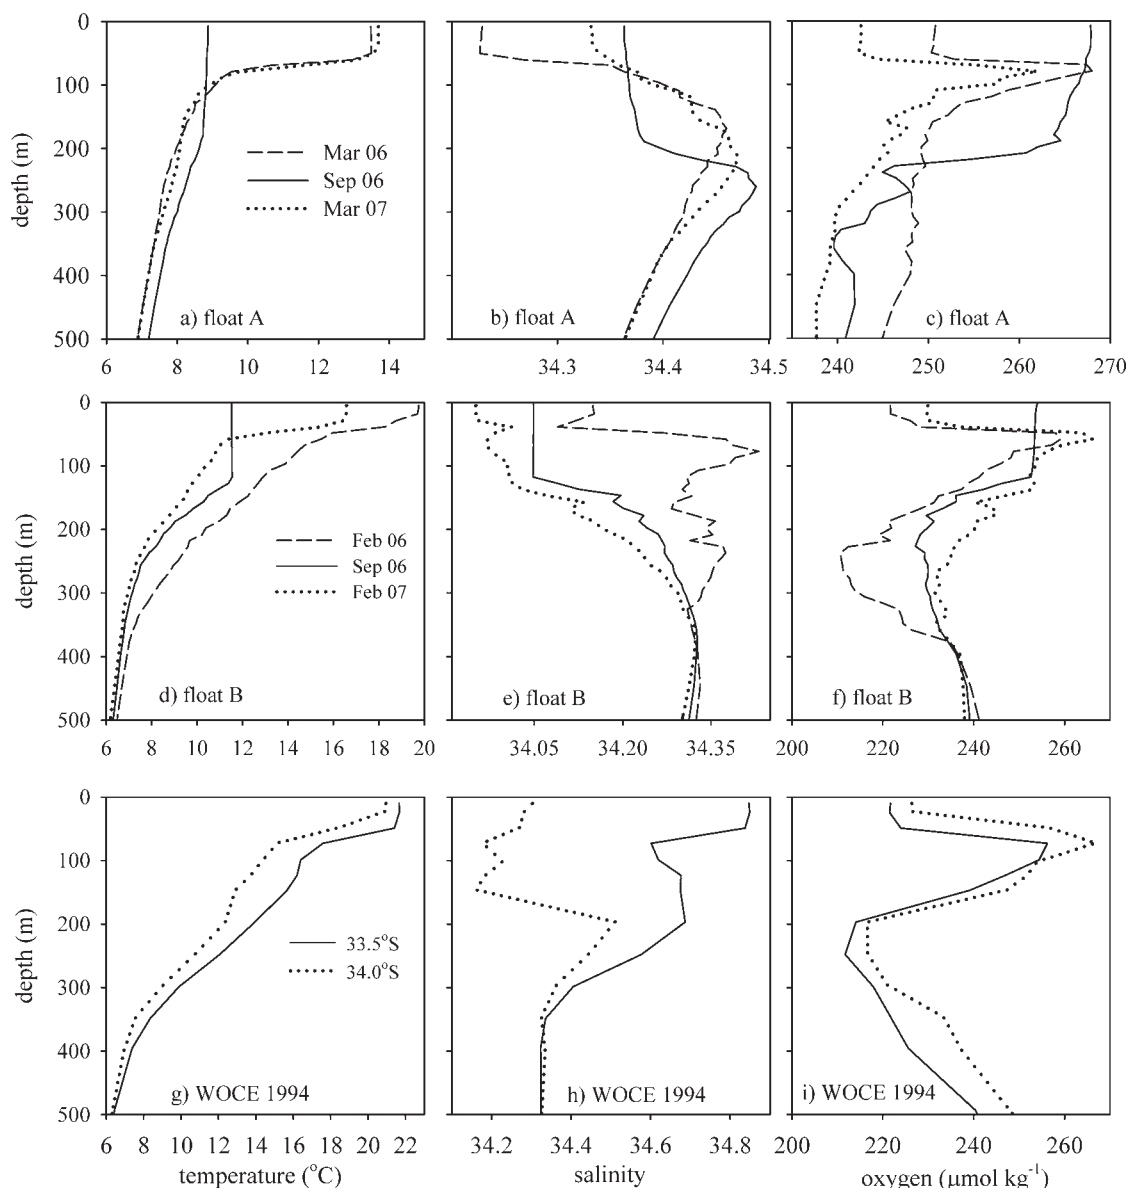 0
100
200
300
400
500
depth (m)
Mar 06
Sep 06
Mar 07
a) float A
b) float A
c) float A
6 8 10 12 14
34.3 34.4 34.5
240 250 260 270
0
100
200
300
400
500
depth (m)
Feb 06
Sep 06
Feb 07
d) float B
e) float B
f) float B
6 8 10 12 14 16 18 20
34.05 34.20 34.35
200 220 240 260
0
100
200
300
400
500
depth (m)
33.5°S
34.0°S
g) WOCE 1994
h) WOCE 1994
i) WOCE 1994
6 8 10 12 14 16 18 20 22
34.2 34.4 34.6 34.8
200 220 240 260
temperature (°C)
salinity
oxygen (μmol kg⁻¹)